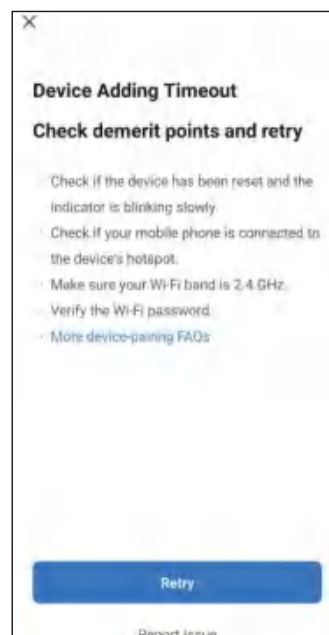 Device Adding Timeout
Check demerit points and retry
· Check if the device has been reset and the
indicator is blinking slowly.
· Check if your mobile phone is connected to
the device's hotspot.
· Make sure your Wi-Fi band is 2.4 GHz.
· Verify the Wi-Fi password.
· More device-pairing FAQs
Retry
Report Issue